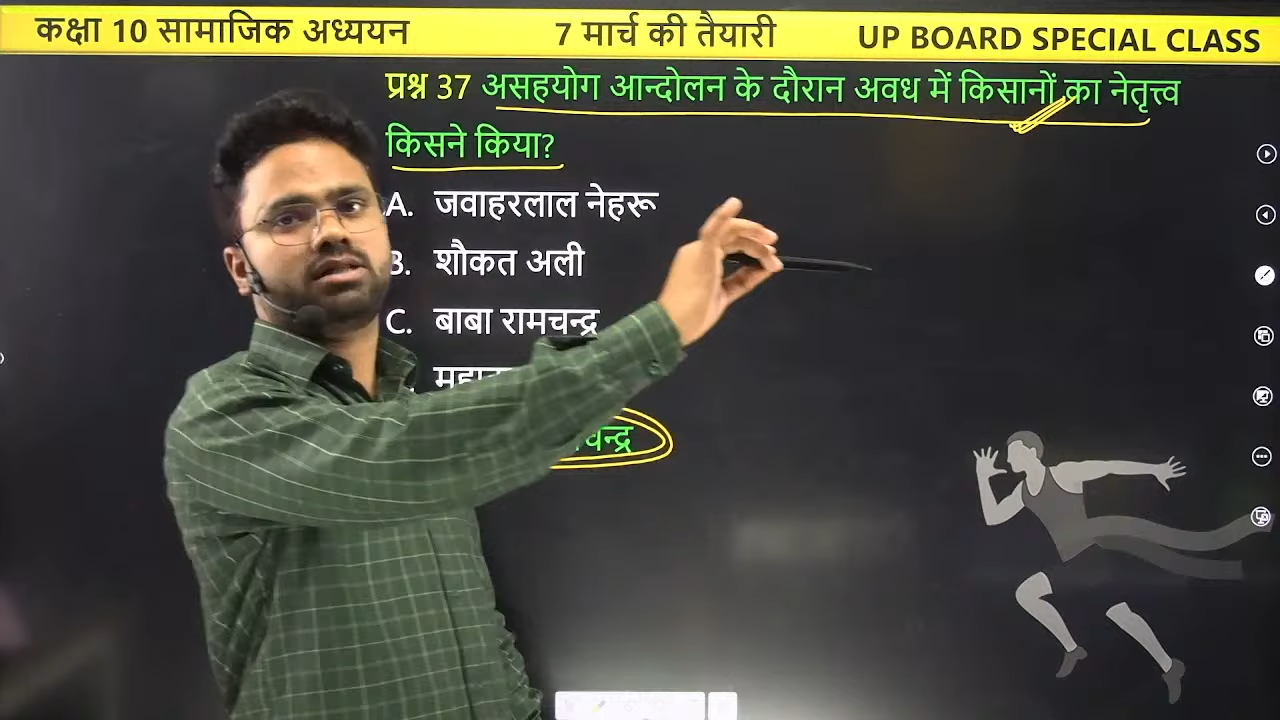 कक्षा 10 सामाजिक अध्ययन 7 मार्च की तैयारी UP BOARD SPECIAL CLASS
प्रश्न 37 असहयोग आन्दोलन के दौरान अवध में किसानों का नेतृत्त्व
किसने किया?
A. जवाहरलाल नेहरू
B. शौकत अली
C. बाबा रामचन्द्र